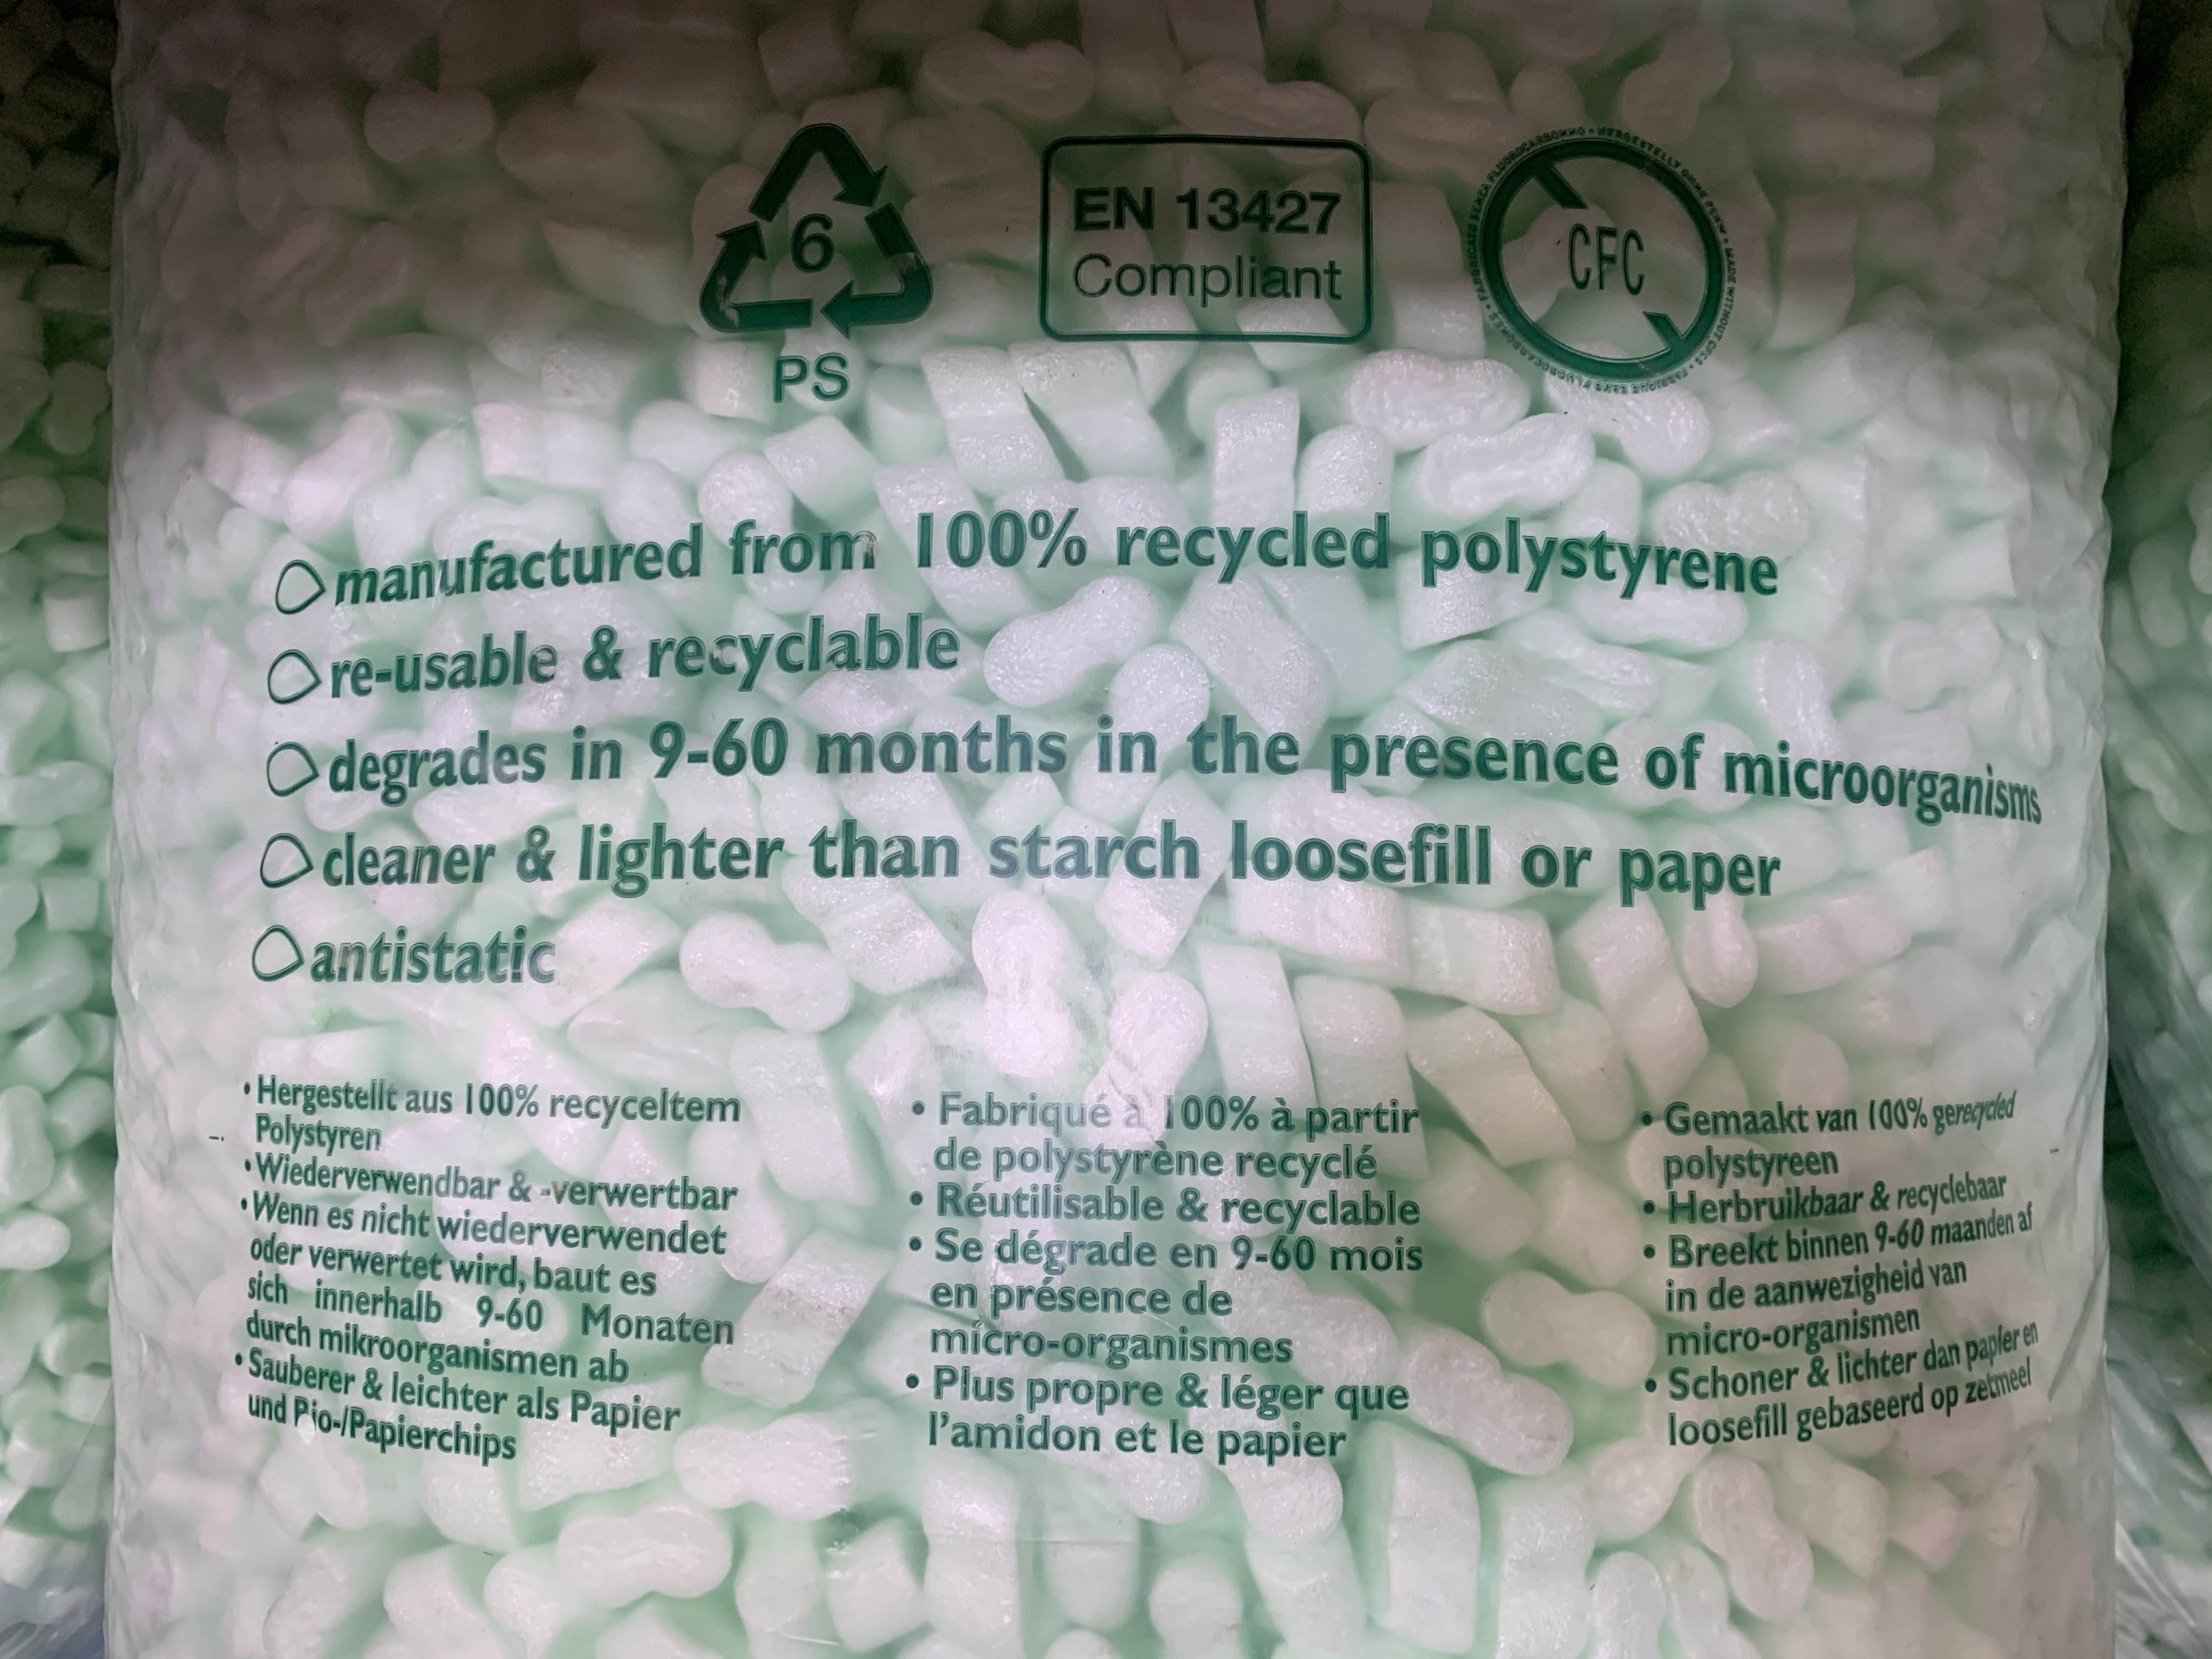 6
PS
EN 13427
Compliant
CFC
manufactured from 100% recycled polystyrene
re-usable & recyclable
degrades in 9-60 months in the presence of microorganisms
cleaner & lighter than starch loosefill or paper
antistatic
• Hergestellt aus 100% recyceltem
Polystyren
• Wiederverwendbar & -verwertbar
• Wenn es nicht wiederverwendet
oder verwertet wird, baut es
sich innerhalb 9-60 Monaten
durch mikroorganismen ab
• Sauberer & leichter als Papier
und Bio-/Papierchips
• Fabriqué à 100% à partir
de polystyrène recyclé
• Réutilisable & recyclable
• Se dégrade en 9-60 mois
en présence de
micro-organismes
• Plus propre & léger que
l'amidon et le papier
• Gemaakt van 100% gerecycled
polystyreen
• Herbruikbaar & recyclebaar
• Breekt binnen 9-60 maanden af
in de aanwezigheid van
micro-organismen
• Schoner & lichter dan papier en
loosefill gebaseerd op zetmeel